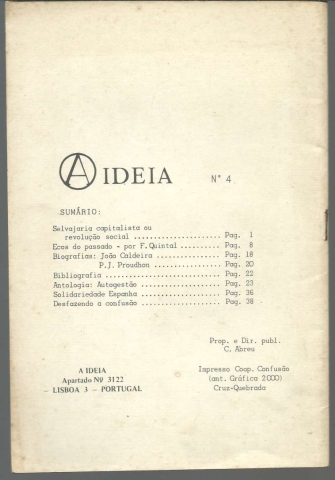 A IDEIA Nº 4
SUMÁRIO:
Selvajaria capitalista ou
revolução social .................... Pag. 1
Ecos do passado - por F.Quintal .......... Pag. 8
Biografias: João Caldeira ................ Pag. 18
P.J. Proudhon ................ Pag. 20
Bibliografia ............................. Pag. 22
Antologia: Autogestão .................... Pag. 23
Solidariedade Espanha .................... Pag. 36
Desfazendo a confusão .................... Pag. 38
Prop. e Dir. publ.
C. Abreu
A IDEIA
Apartado Nº 3122
- LISBOA 3 - PORTUGAL
Impresso Coop. Confusão
(ant. Gráfica 2000)
Cruz-Quebrada